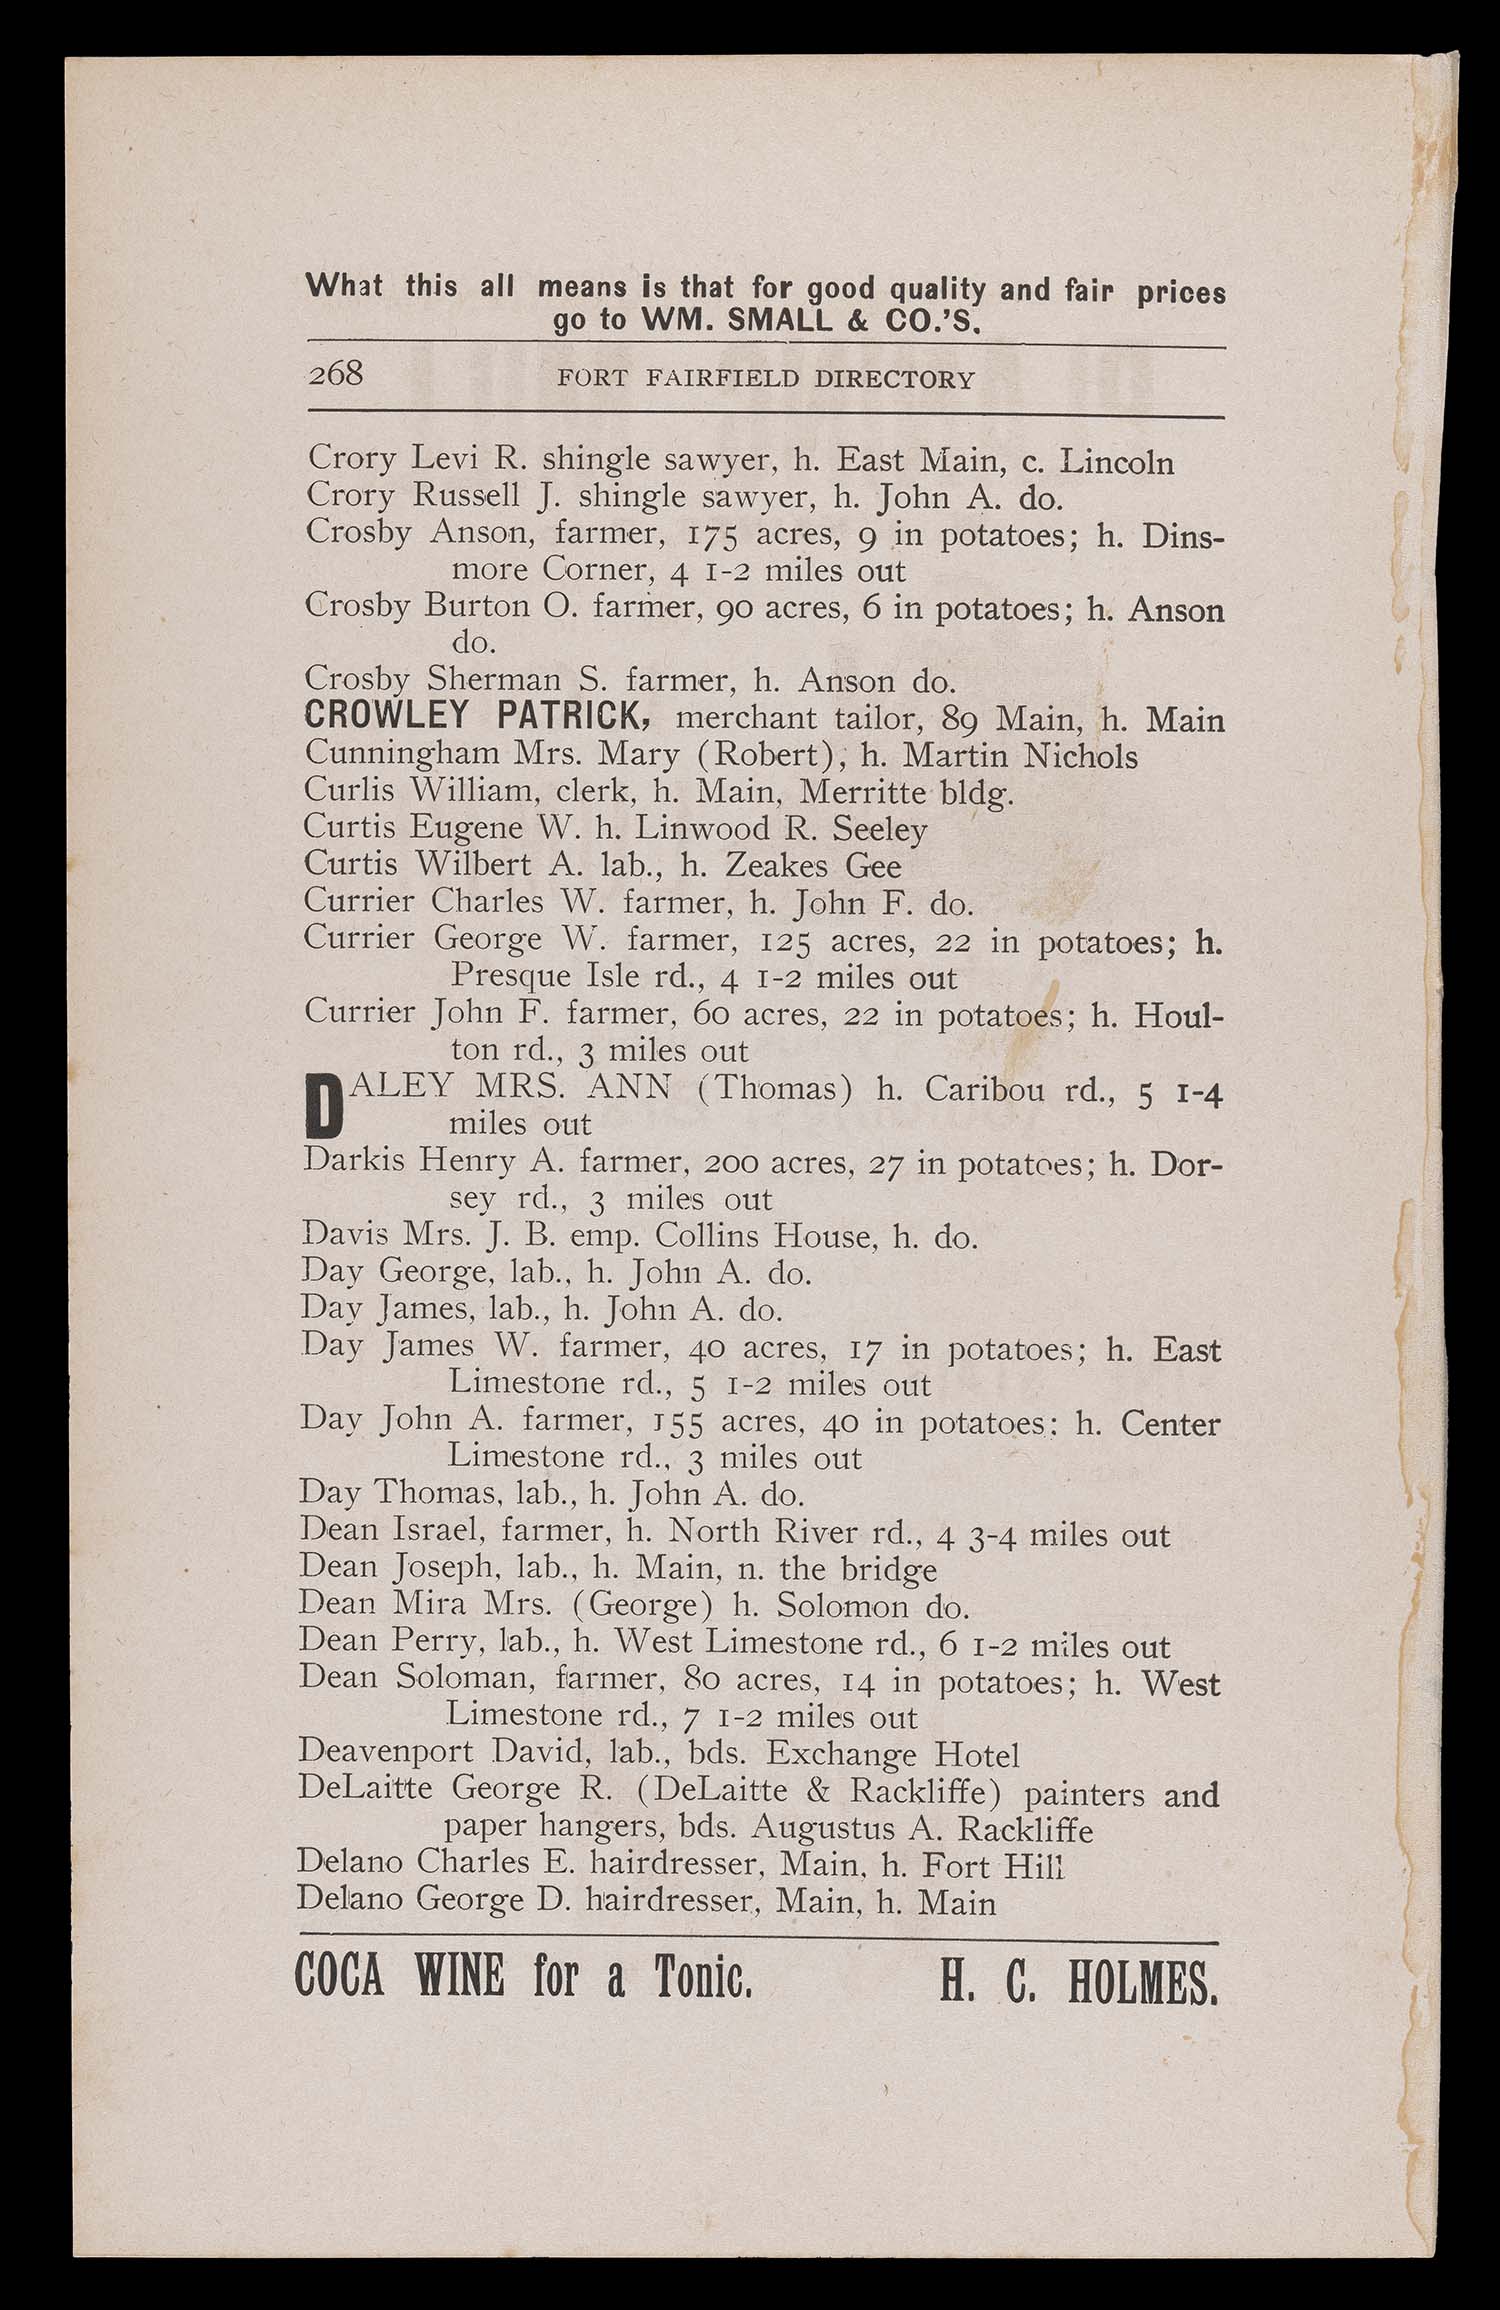 What this all means is that for good quality and fair prices
go to WM. SMALL & CO.'S.
268 FORT FAIRFIELD DIRECTORY
Crory Levi R. shingle sawyer, h. East Main, c. Lincoln
Crory Russell J. shingle sawyer, h. John A. do.
Crosby Anson, farmer, 175 acres, 9 in potatoes; h. Dins-
more Corner, 4 1-2 miles out
Crosby Burton O. farmer, 90 acres, 6 in potatoes; h. Anson
do.
Crosby Sherman S. farmer, h. Anson do.
CROWLEY PATRICK, merchant tailor, 89 Main, h. Main
Cunningham Mrs. Mary (Robert), h. Martin Nichols
Curlis William, clerk, h. Main, Merritte bldg.
Curtis Eugene W. h. Linwood R. Seeley
Curtis Wilbert A. lab., h. Zeakes Gee
Currier Charles W. farmer, h. John F. do.
Currier George W. farmer, 125 acres, 22 in potatoes; h.
Presque Isle rd., 4 1-2 miles out
Currier John F. farmer, 60 acres, 22 in potatoes; h. Houl-
ton rd., 3 miles out
DALEY MRS. ANN (Thomas) h. Caribou rd., 5 1-4
miles out
Darkis Henry A. farmer, 200 acres, 27 in potatoes; h. Dor-
sey rd., 3 miles out
Davis Mrs. J. B. emp. Collins House, h. do.
Day George, lab., h. John A. do.
Day James, lab., h. John A. do.
Day James W. farmer, 40 acres, 17 in potatoes; h. East
Limestone rd., 5 1-2 miles out
Day John A. farmer, 155 acres, 40 in potatoes: h. Center
Limestone rd., 3 miles out
Day Thomas, lab., h. John A. do.
Dean Israel, farmer, h. North River rd., 4 3-4 miles out
Dean Joseph, lab., h. Main, n. the bridge
Dean Mira Mrs. (George) h. Solomon do.
Dean Perry, lab., h. West Limestone rd., 6 1-2 miles out
Dean Soloman, farmer, 80 acres, 14 in potatoes; h. West
Limestone rd., 7 1-2 miles out
Deavenport David, lab., bds. Exchange Hotel
DeLaitte George R. (DeLaitte & Rackliffe) painters and
paper hangers, bds. Augustus A. Rackliffe
Delano Charles E. hairdresser, Main, h. Fort Hill
Delano George D. hairdresser, Main, h. Main
COCA WINE for a Tonic. H. C. HOLMES.